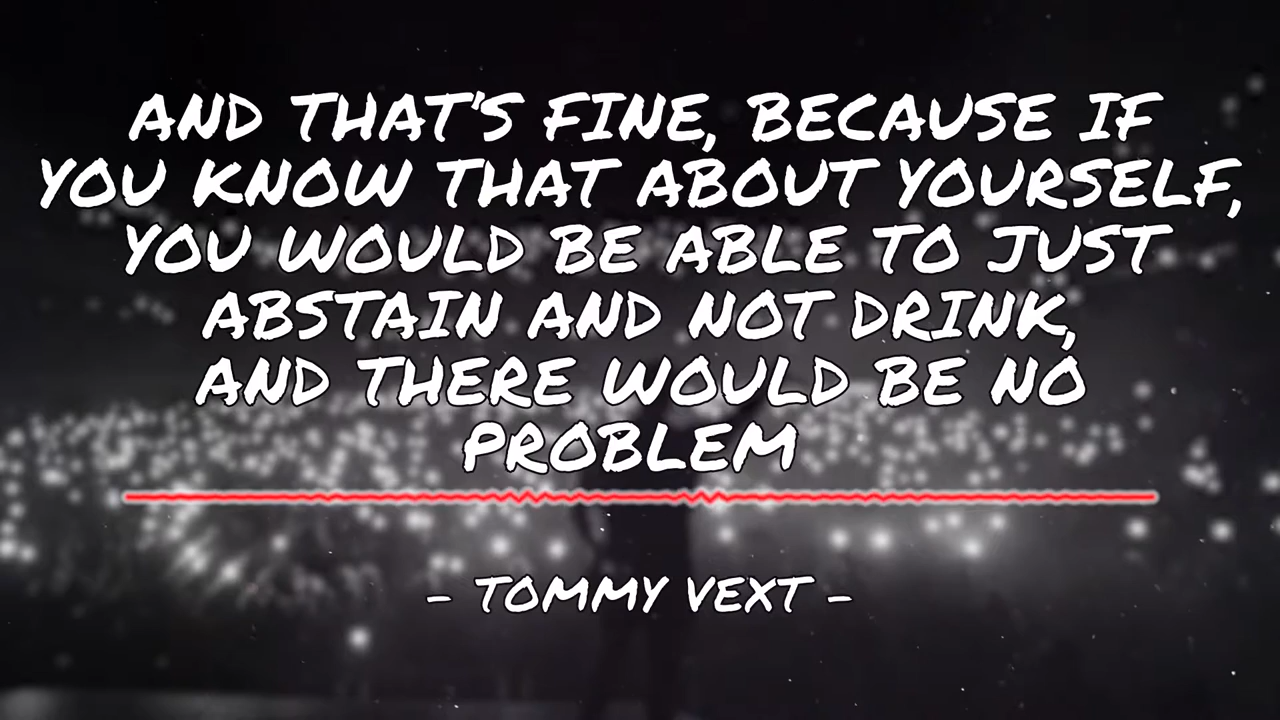 AND THAT'S FINE, BECAUSE IF
YOU KNOW THAT ABOUT YOURSELF,
YOU WOULD BE ABLE TO JUST
ABSTAIN AND NOT DRINK,
AND THERE WOULD BE NO
PROBLEM
- TOMMY VEXT -